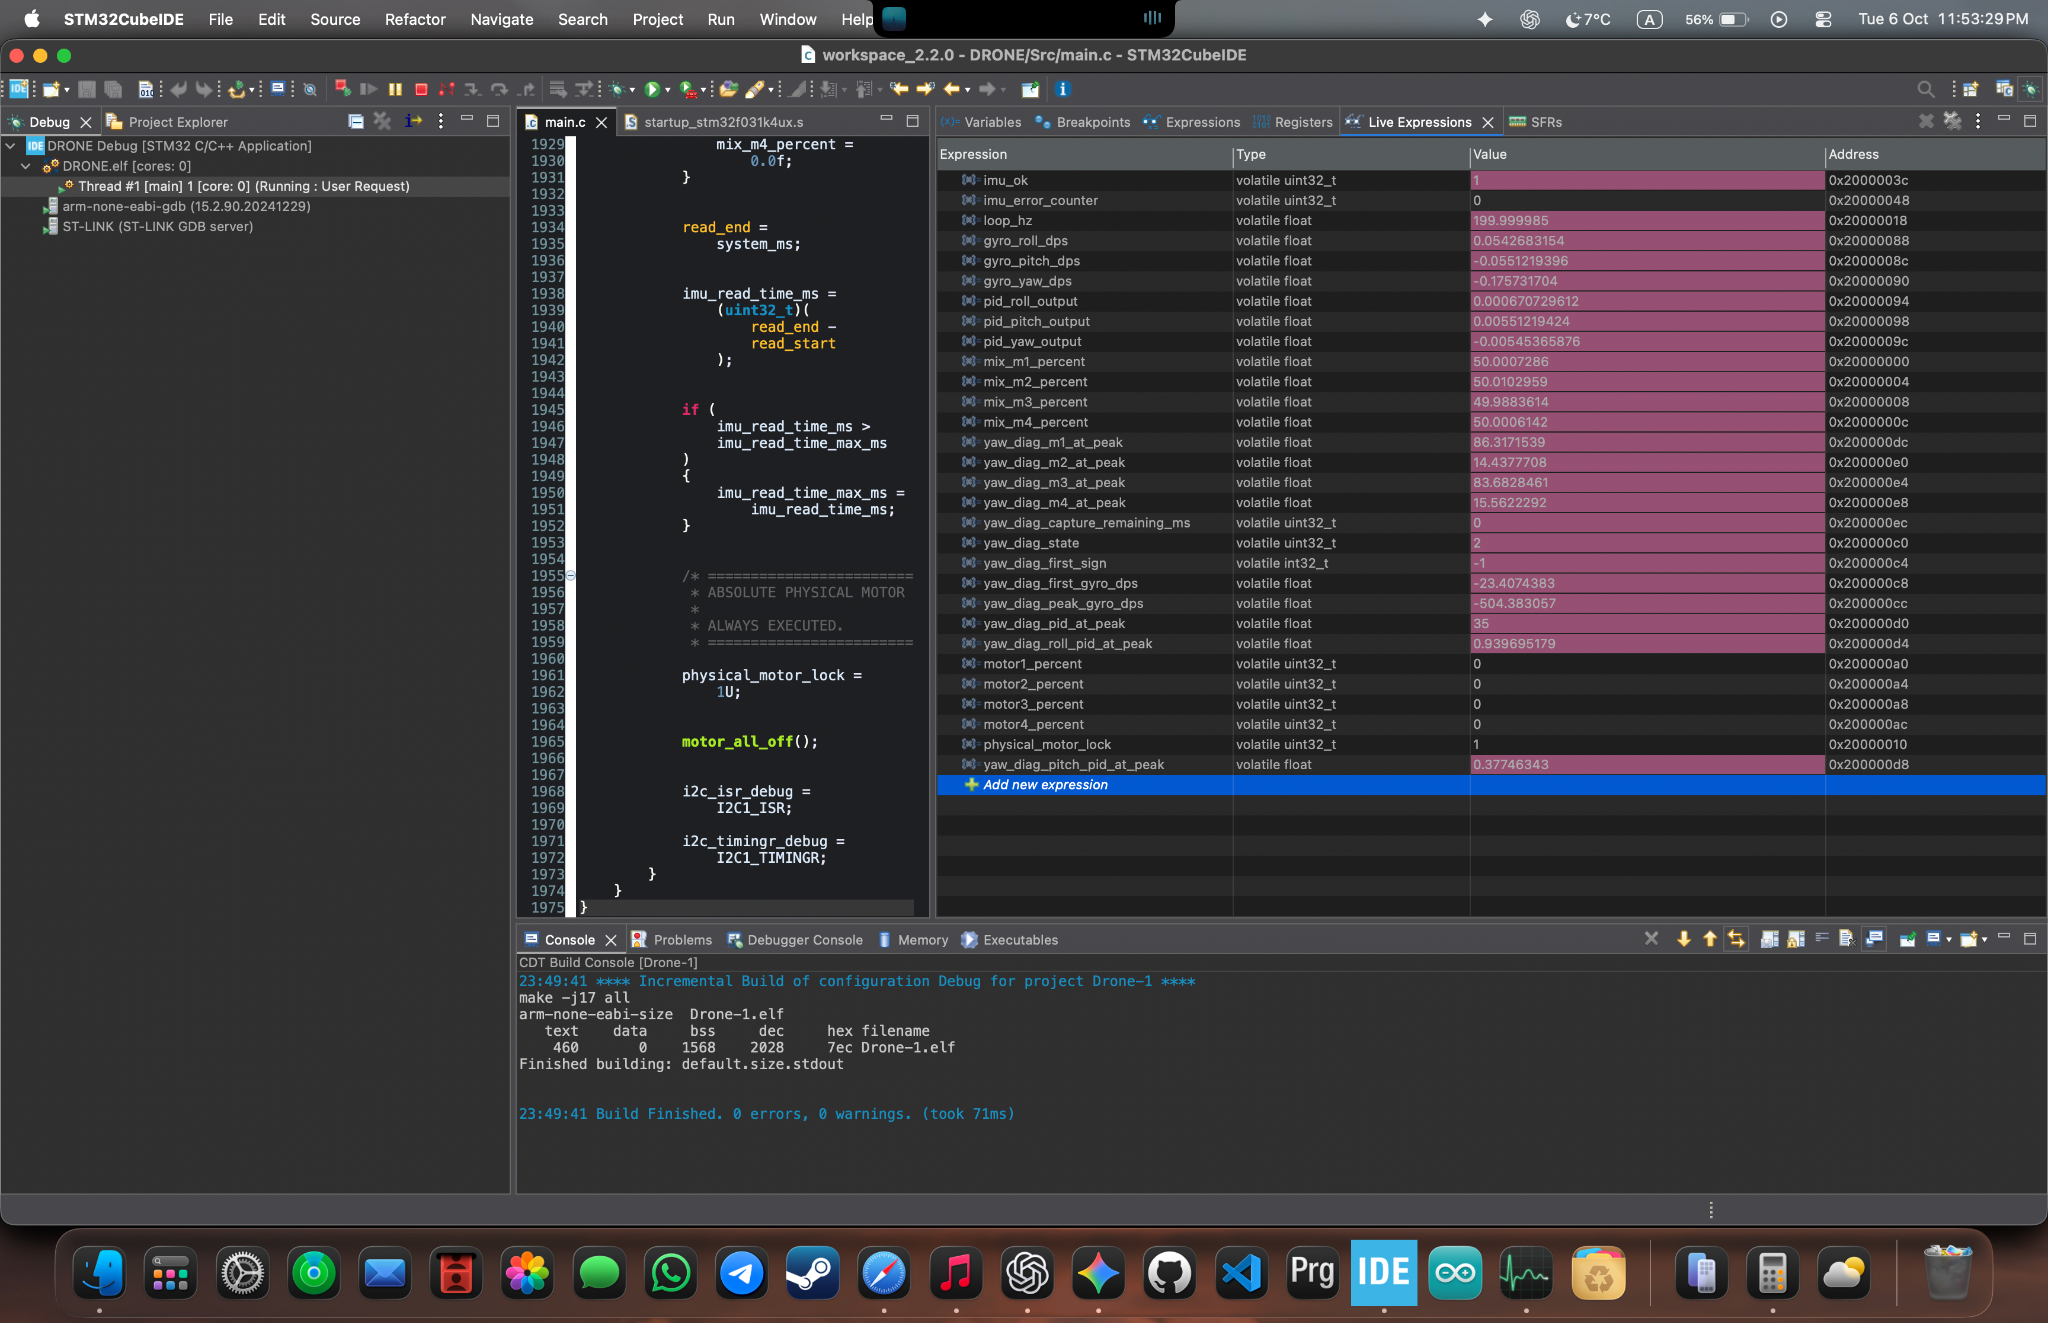 STM32CubeIDE File Edit Source Refactor Navigate Search Project Run Window Help 7°C A 56% Tue 6 Oct 11:53:29 PM
workspace_2.2.0 - DRONE/Src/main.c - STM32CubeIDE
Debug
Project Explorer
DRONE Debug [STM32 C/C++ Application]
DRONE.elf [cores: 0]
Thread #1 [main] 1 [core: 0] (Running : User Request)
arm-none-eabi-gdb (15.2.90.20241229)
ST-LINK (ST-LINK GDB server)
main.c startup_stm32f031k4ux.s
1929 mix_m4_percent =
1930 0.0f;
1931 }
1932
1933
1934 read_end =
1935 system_ms;
1936
1937
1938 imu_read_time_ms =
1939 (uint32_t)(
1940 read_end -
1941 read_start
1942 );
1943
1944
1945 if (
1946 imu_read_time_ms >
1947 imu_read_time_max_ms
1948 )
1949 {
1950 imu_read_time_max_ms =
1951 imu_read_time_ms;
1952 }
1953
1954
1955 /* ========================
1956 * ABSOLUTE PHYSICAL MOTOR
1957 *
1958 * ALWAYS EXECUTED.
1959 * ========================
1960
1961 physical_motor_lock =
1962 1U;
1963
1964
1965 motor_all_off();
1966
1967
1968 i2c_isr_debug =
1969 I2C1_ISR;
1970
1971 i2c_timingr_debug =
1972 I2C1_TIMINGR;
1973 }
1974 }
1975 }
Variables Breakpoints Expressions Registers Live Expressions SFRs
Expression Type Value Address
imu_ok volatile uint32_t 1 0x2000003c
imu_error_counter volatile uint32_t 0 0x20000048
loop_hz volatile float 199.999985 0x20000018
gyro_roll_dps volatile float 0.0542683154 0x20000088
gyro_pitch_dps volatile float -0.0551219396 0x2000008c
gyro_yaw_dps volatile float -0.175731704 0x20000090
pid_roll_output volatile float 0.000670729612 0x20000094
pid_pitch_output volatile float 0.00551219424 0x20000098
pid_yaw_output volatile float -0.00545365876 0x2000009c
mix_m1_percent volatile float 50.0007286 0x20000000
mix_m2_percent volatile float 50.0102959 0x20000004
mix_m3_percent volatile float 49.9883614 0x20000008
mix_m4_percent volatile float 50.0006142 0x2000000c
yaw_diag_m1_at_peak volatile float 86.3171539 0x200000dc
yaw_diag_m2_at_peak volatile float 14.4377708 0x200000e0
yaw_diag_m3_at_peak volatile float 83.6828461 0x200000e4
yaw_diag_m4_at_peak volatile float 15.5622292 0x200000e8
yaw_diag_capture_remaining_ms volatile uint32_t 0 0x200000ec
yaw_diag_state volatile uint32_t 2 0x200000c0
yaw_diag_first_sign volatile int32_t -1 0x200000c4
yaw_diag_first_gyro_dps volatile float -23.4074383 0x200000c8
yaw_diag_peak_gyro_dps volatile float -504.383057 0x200000cc
yaw_diag_pid_at_peak volatile float 35 0x200000d0
yaw_diag_roll_pid_at_peak volatile float 0.939695179 0x200000d4
motor1_percent volatile uint32_t 0 0x200000a0
motor2_percent volatile uint32_t 0 0x200000a4
motor3_percent volatile uint32_t 0 0x200000a8
motor4_percent volatile uint32_t 0 0x200000ac
physical_motor_lock volatile uint32_t 1 0x20000010
yaw_diag_pitch_pid_at_peak volatile float 0.37746343 0x200000d8
Add new expression
Console Problems Debugger Console Memory Executables
CDT Build Console [Drone-1]
23:49:41 **** Incremental Build of configuration Debug for project Drone-1 ****
make -j17 all
arm-none-eabi-size Drone-1.elf
text data bss dec hex filename
460 0 1568 2028 7ec Drone-1.elf
Finished building: default.size.stdout
23:49:41 Build Finished. 0 errors, 0 warnings. (took 71ms)
Prg IDE